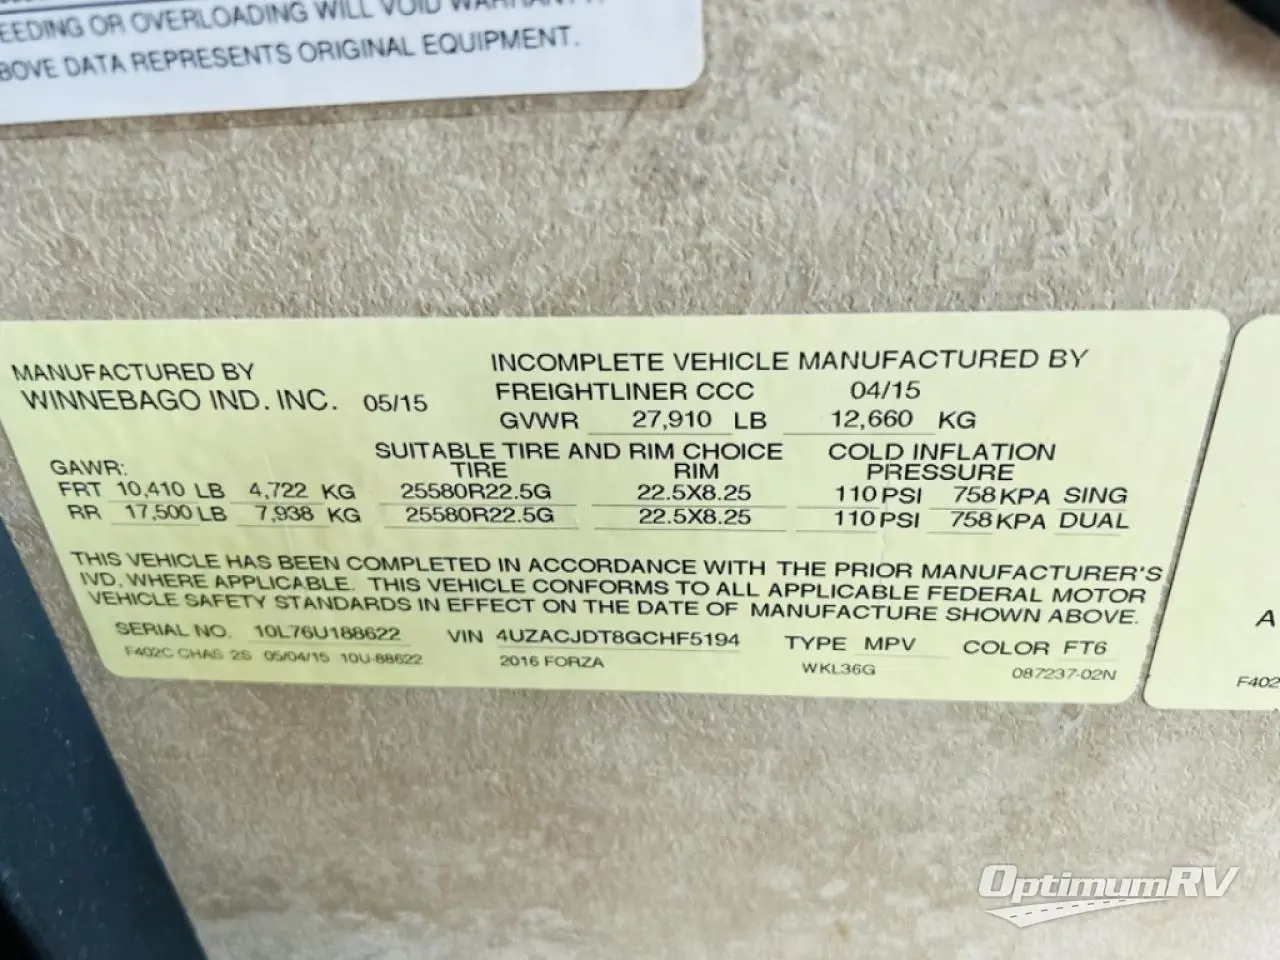 EEDING OR OVERLOADING WILL VOID WARRANTY.
BOVE DATA REPRESENTS ORIGINAL EQUIPMENT.
MANUFACTURED BY
WINNEBAGO IND. INC. 05/15
INCOMPLETE VEHICLE MANUFACTURED BY
FREIGHTLINER CCC 04/15
GVWR 27,910 LB 12,660 KG
SUITABLE TIRE AND RIM CHOICE COLD INFLATION
GAWR: TIRE RIM PRESSURE
FRT 10,410 LB 4,722 KG 25580R22.5G 22.5X8.25 110 PSI 758 KPA SING
RR 17,500 LB 7,938 KG 25580R22.5G 22.5X8.25 110 PSI 758 KPA DUAL
THIS VEHICLE HAS BEEN COMPLETED IN ACCORDANCE WITH THE PRIOR MANUFACTURER'S
IVD, WHERE APPLICABLE. THIS VEHICLE CONFORMS TO ALL APPLICABLE FEDERAL MOTOR
VEHICLE SAFETY STANDARDS IN EFFECT ON THE DATE OF MANUFACTURE SHOWN ABOVE.
SERIAL NO. 10L76U188622 VIN 4UZACJDT8GCHF5194 TYPE MPV COLOR FT6
F402C CHAS 2S 05/04/15 10U-88622 2016 FORZA WKL36G 087237-02N
A
F402
OptimumRV